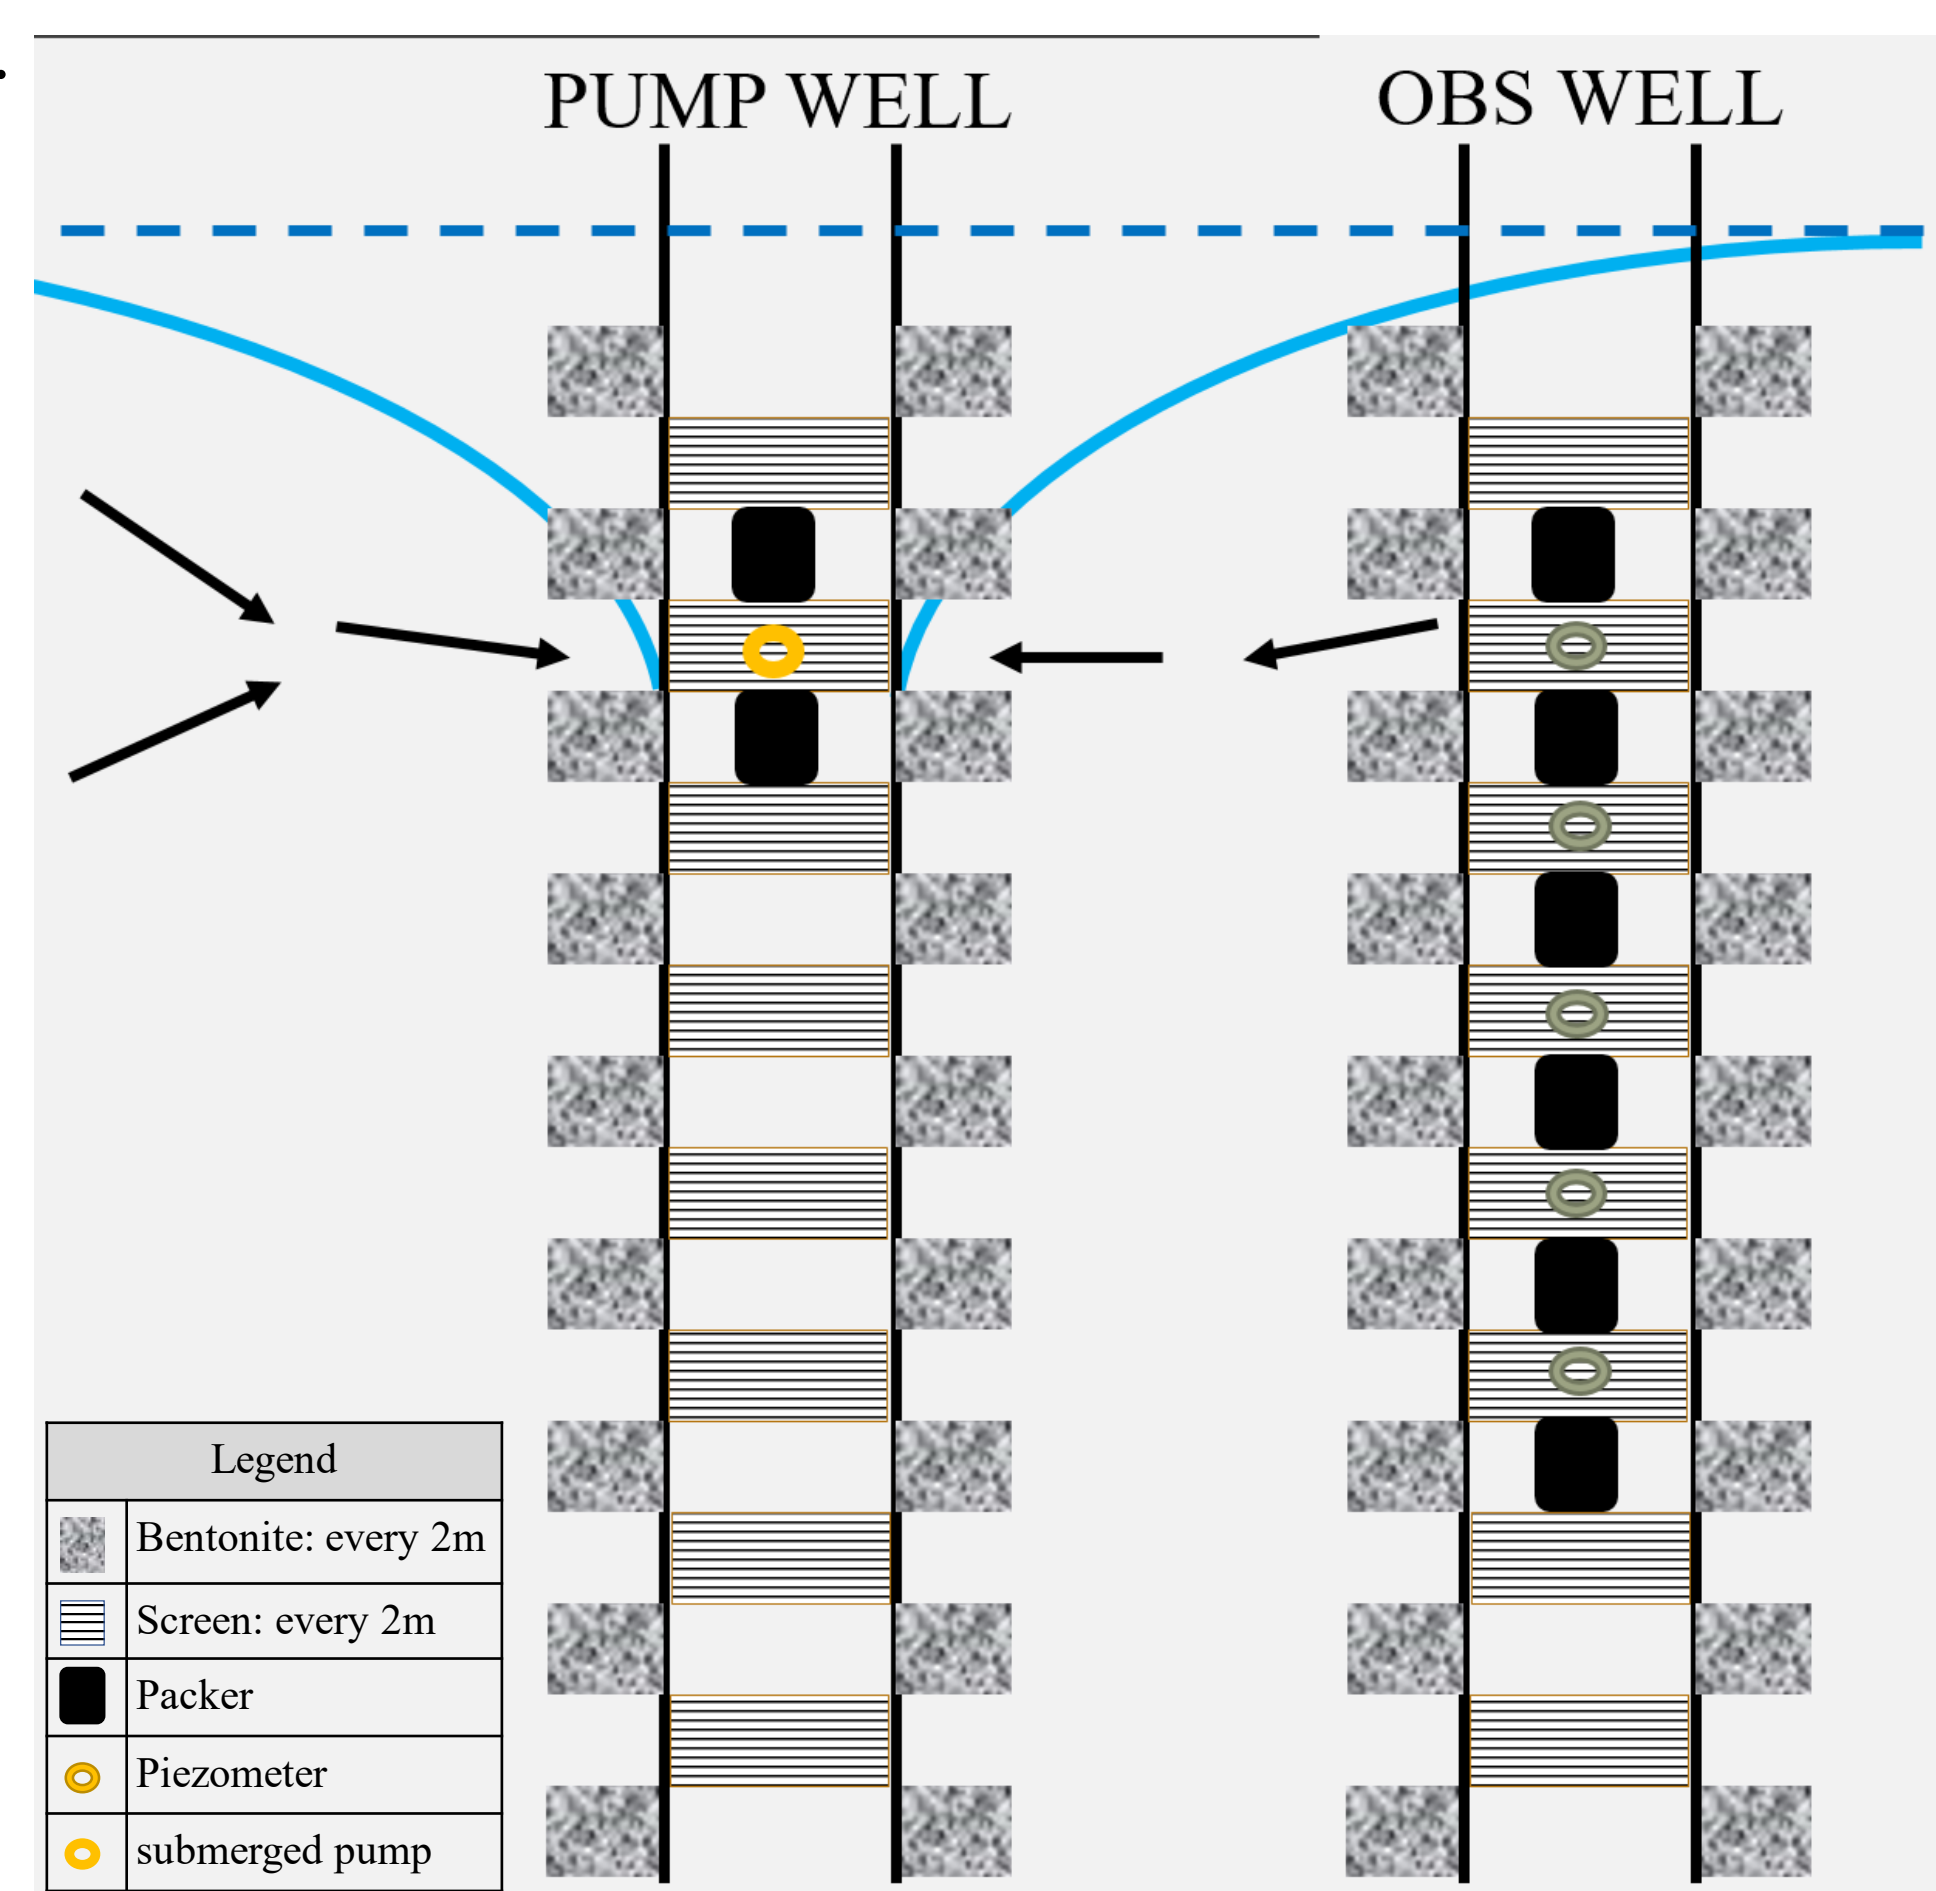 PUMP WELL
OBS WELL
Legend
Bentonite: every 2m
Screen: every 2m
Packer
Piezometer
submerged pump